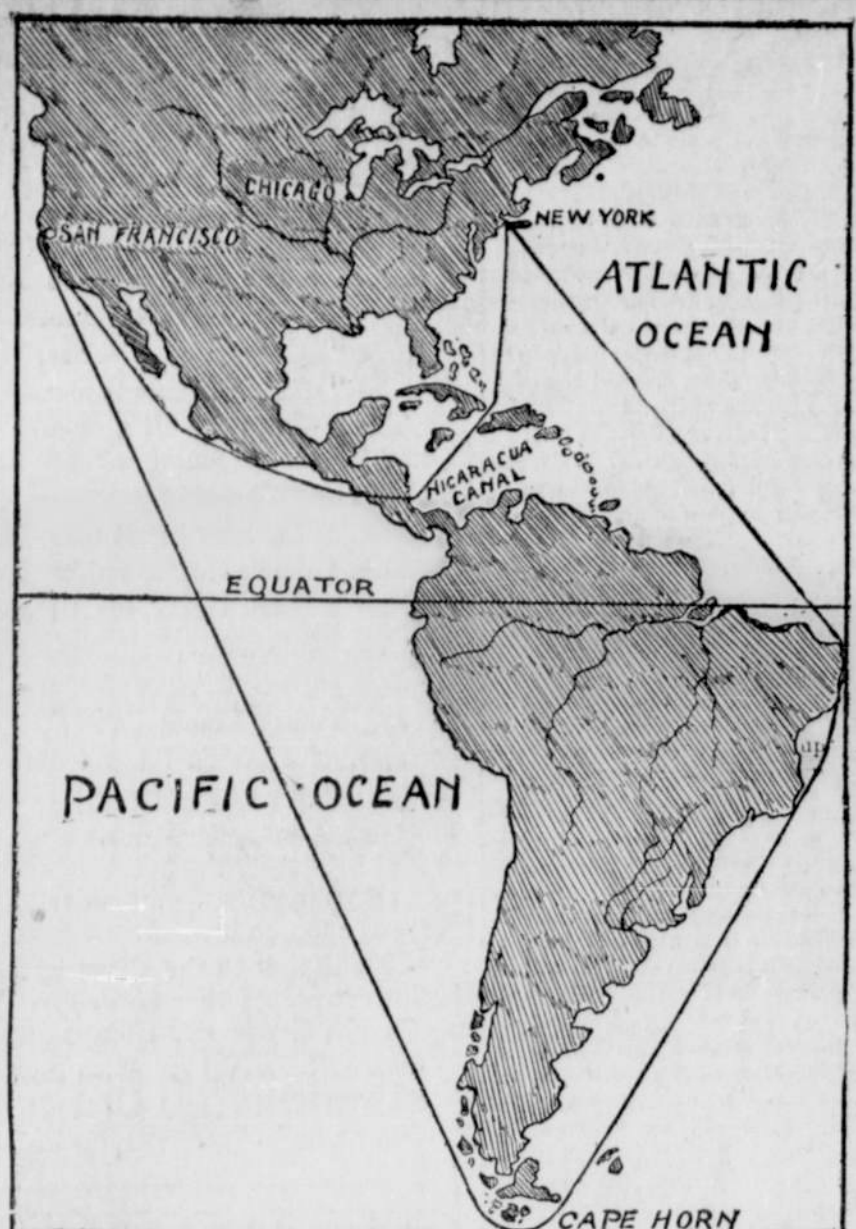 CHICAGO
NEW YORK
SAN FRANCISCO
ATLANTIC
OCEAN
NICARAGUA
CANAL
EQUATOR
PACIFIC OCEAN
CAPE HORN